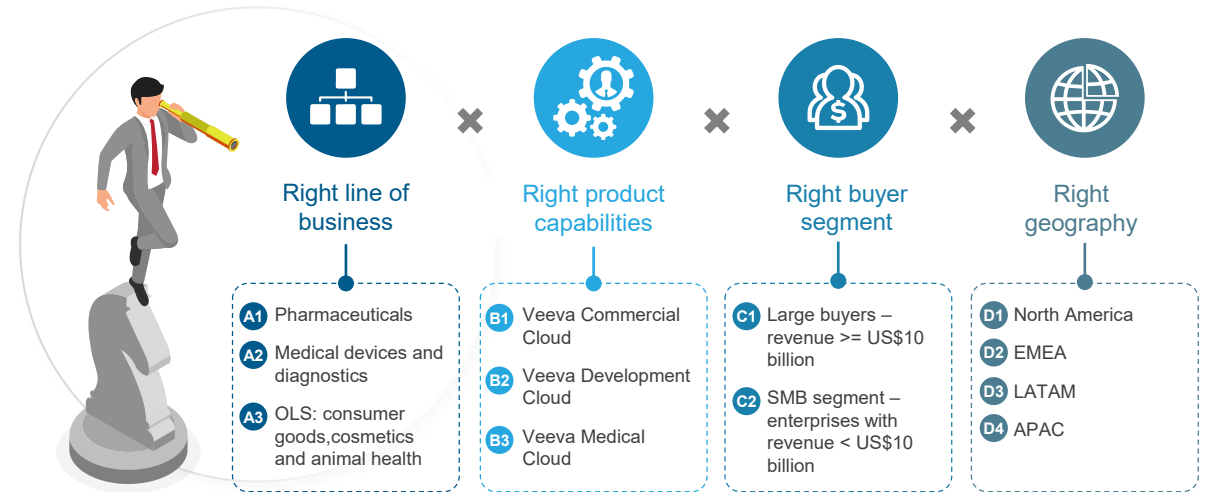 Right line of
business
A1 Pharmaceuticals
A2 Medical devices and
diagnostics
A3 OLS: consumer
goods,cosmetics
and animal health
Right product
capabilities
B1 Veeva Commercial
Cloud
B2 Veeva Development
Cloud
B3 Veeva Medical
Cloud
$
Right buyer
segment
C1 Large buyers –
revenue >= US$10
billion
C2 SMB segment –
enterprises with
revenue < US$10
billion
Right
geography
D1 North America
D2 EMEA
D3 LATAM
D4 APAC